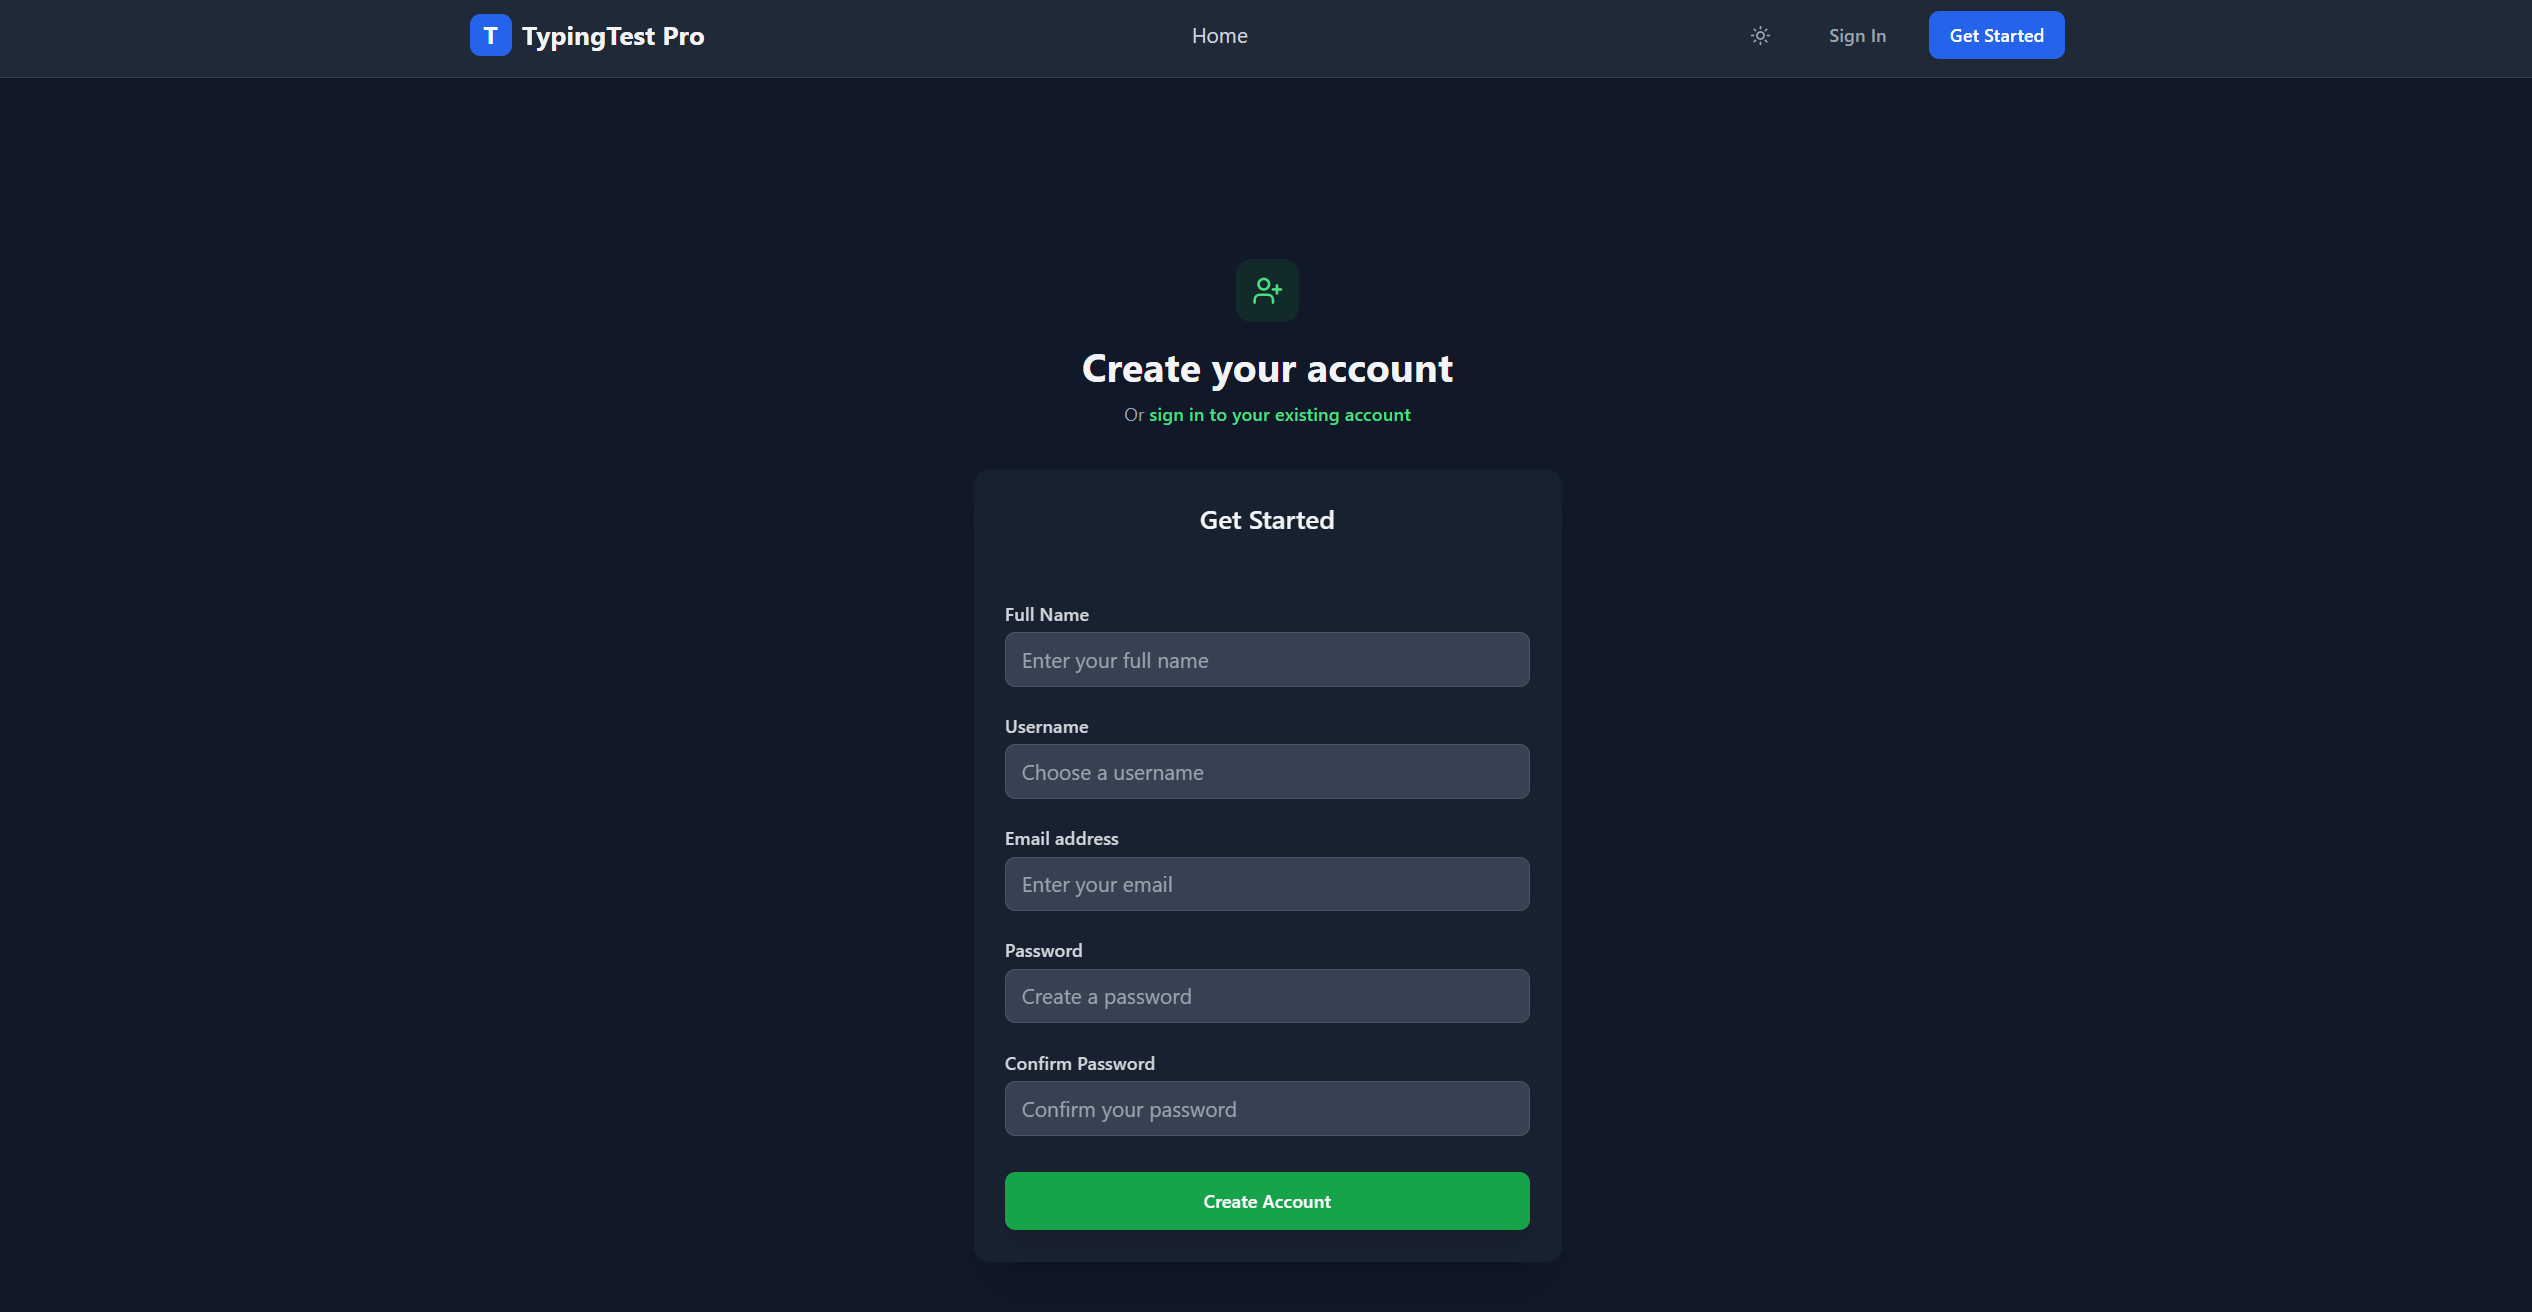 T TypingTest Pro Home Sign In Get Started
Create your account
Or sign in to your existing account
Get Started
Full Name
Enter your full name
Username
Choose a username
Email address
Enter your email
Password
Create a password
Confirm Password
Confirm your password
Create Account